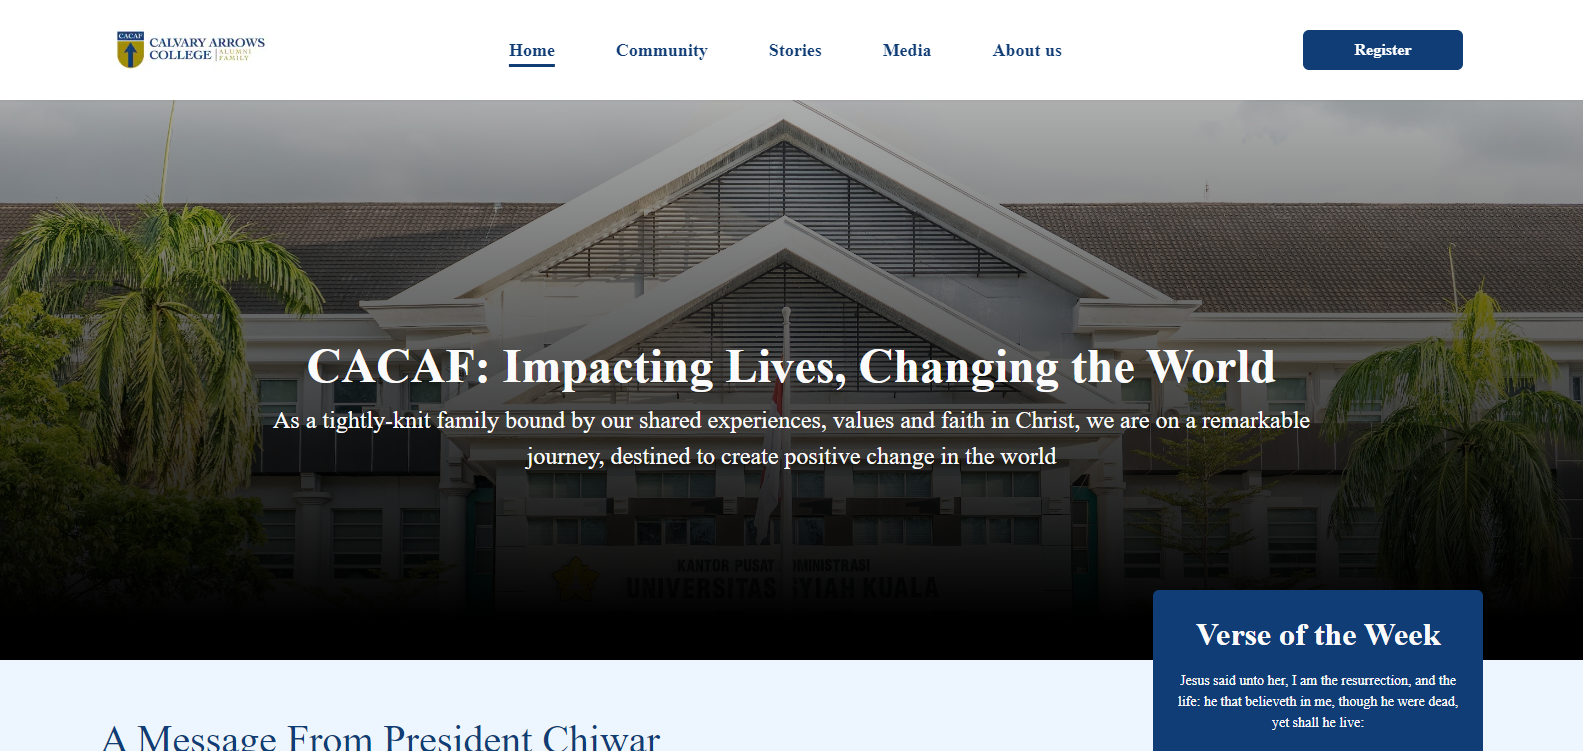 CACAF
CALVARY ARROWS
COLLEGE
ALUMNI
FAMILY
Home
Community
Stories
Media
About us
Register
CACAF: Impacting Lives, Changing the World
As a tightly-knit family bound by our shared experiences, values and faith in Christ, we are on a remarkable
journey, destined to create positive change in the world
KANTOR PUSAT
UNIVERSITAS SYIAH KUALA
Verse of the Week
Jesus said unto her, I am the resurrection, and the
life: he that believeth in me, though he were dead,
yet shall he live:
A Message From President Chiwar